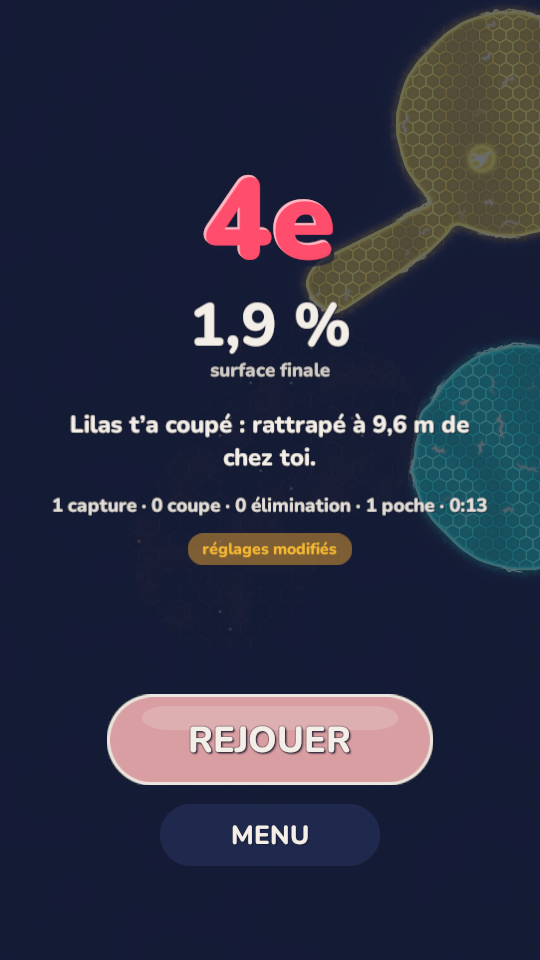 4e
1,9 %
surface finale
Lilas t’a coupé : rattrapé à 9,6 m de
chez toi.
1 capture · 0 coupe · 0 élimination · 1 poche · 0:13
réglages modifiés
REJOUER
MENU